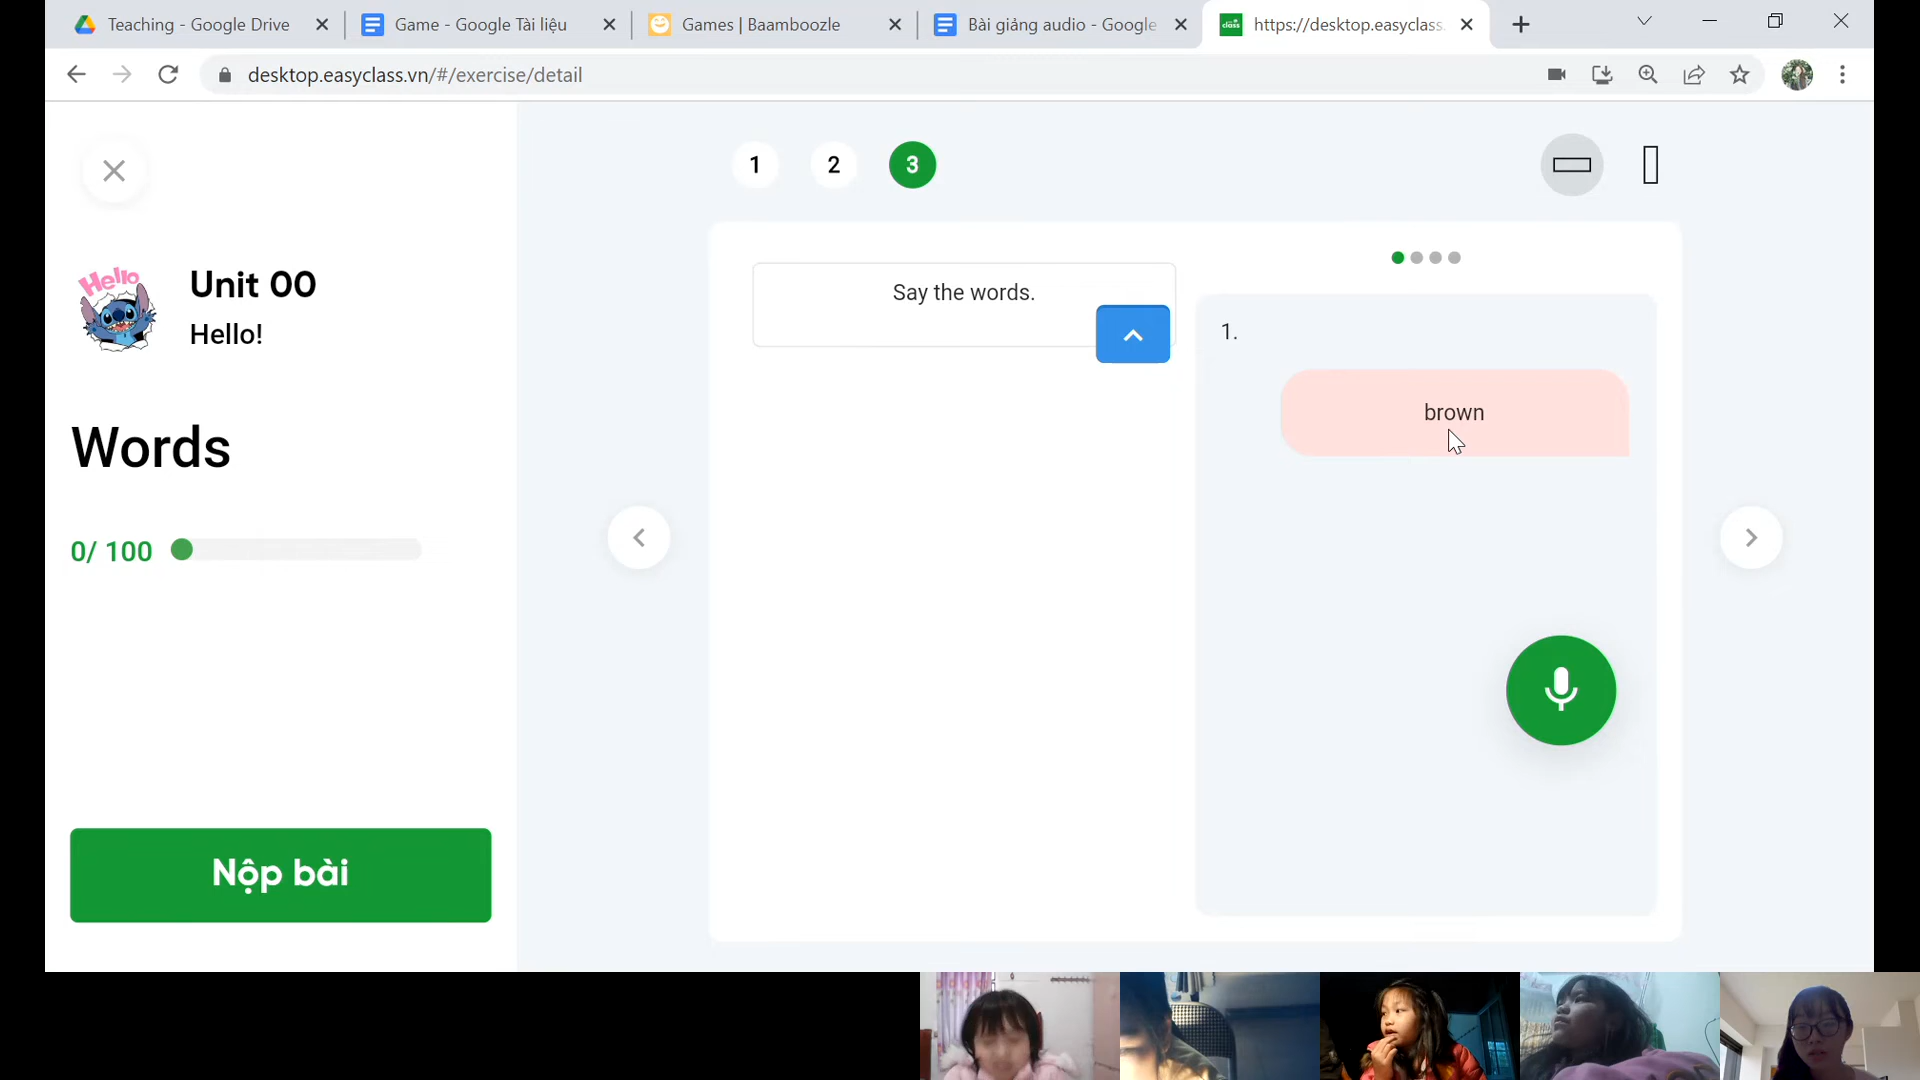 Teaching - Google Drive
Game - Google Tài liệu
Games | Baamboozle
Bài giảng audio - Google
https://desktop.easyclass.
desktop.easyclass.vn/#/exercise/detail
1 2 3
Hello
Unit 00
Hello!
Say the words.
1.
brown
Words
0/ 100
Nộp bài